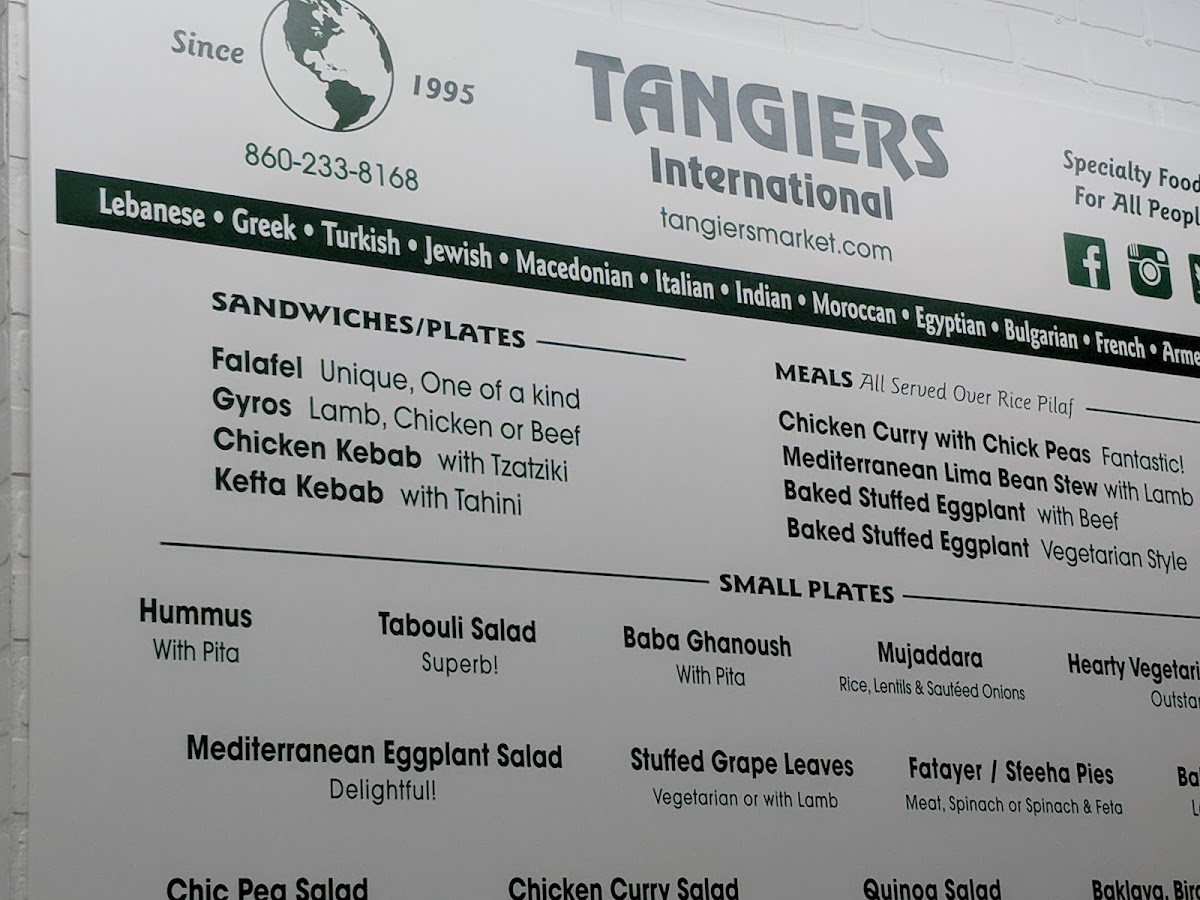 Since 1995
860-233-8168
TANGIERS
International
tangiersmarket.com
Specialty Food
For All Peopl
Lebanese • Greek • Turkish • Jewish • Macedonian • Italian • Indian • Moroccan • Egyptian • Bulgarian • French • Arme
SANDWICHES/PLATES
Falafel Unique, One of a kind
Gyros Lamb, Chicken or Beef
Chicken Kebab with Tzatziki
Kefta Kebab with Tahini
MEALS All Served Over Rice Pilaf
Chicken Curry with Chick Peas Fantastic!
Mediterranean Lima Bean Stew with Lamb
Baked Stuffed Eggplant with Beef
Baked Stuffed Eggplant Vegetarian Style
SMALL PLATES
Hummus
With Pita
Tabouli Salad
Superb!
Baba Ghanoush
With Pita
Mujaddara
Rice, Lentils & Sautéed Onions
Hearty Vegetari
Outsta
Mediterranean Eggplant Salad
Delightful!
Stuffed Grape Leaves
Vegetarian or with Lamb
Fatayer / Sfeeha Pies
Meat, Spinach or Spinach & Feta
Ba
Chic Pea Salad
Chicken Curry Salad
Quinoa Salad
Baklava, Bird